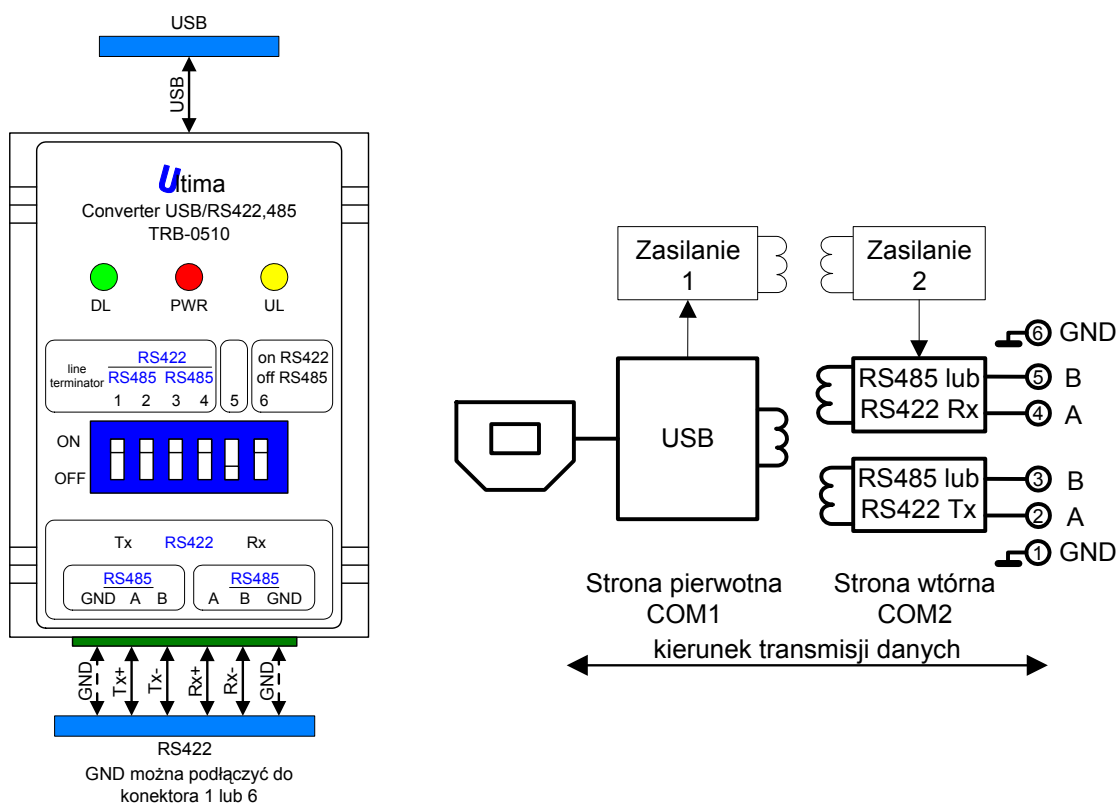 USB
USB
Ultima
Converter USB/RS422,485
TRB-0510
DL PWR UL
line terminator
RS422
RS485 RS485
1 2 3 4
5
on RS422
off RS485
6
ON
OFF
Tx RS422 Rx
RS485 RS485
GND A B A B GND
GND Tx+ Tx- Rx+ Rx- GND
RS422
GND można podłączyć do
konektora 1 lub 6
Zasilanie
1
Zasilanie
2
USB
RS485 lub
RS422 Rx
RS485 lub
RS422 Tx
6 GND
5 B
4 A
3 B
2 A
1 GND
Strona pierwotna
COM1
Strona wtórna
COM2
kierunek transmisji danych